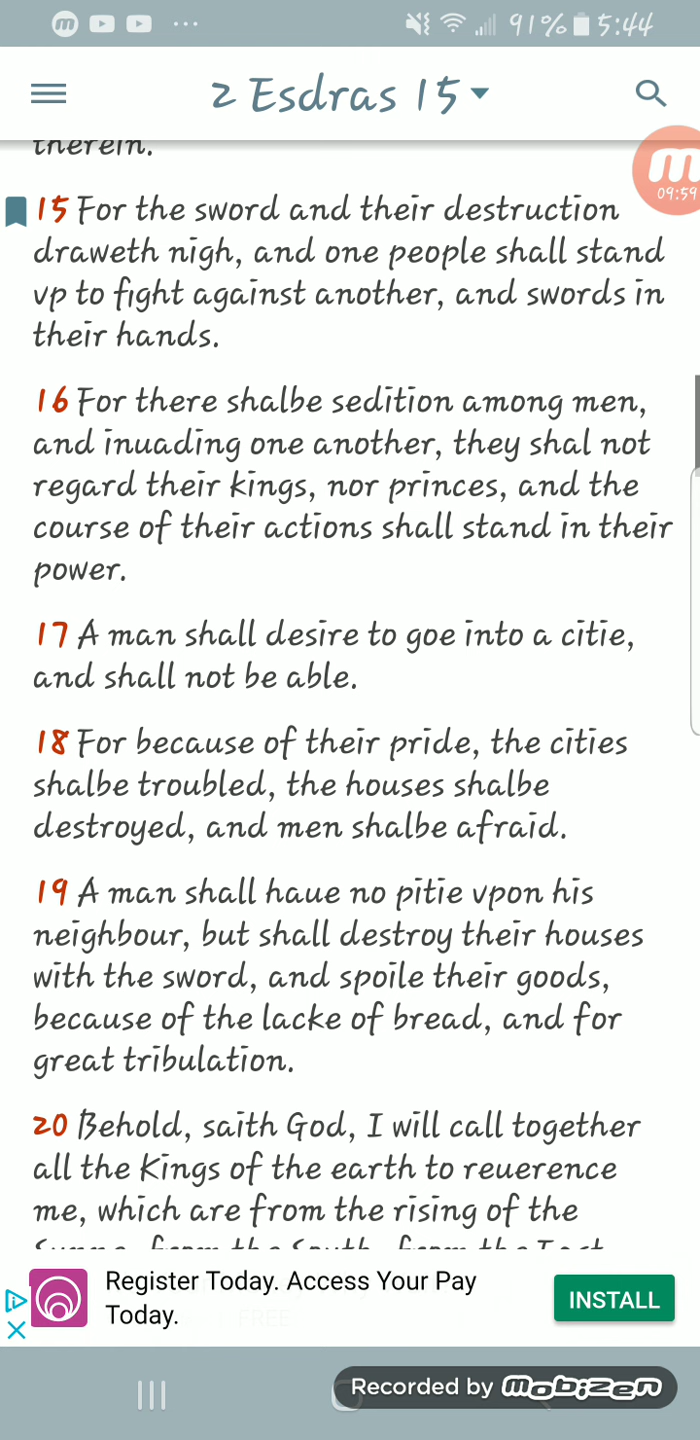 91% 5:44
2 Esdras 15
therein.
09:59
15 For the sword and their destruction
draweth nigh, and one people shall stand
vp to fight against another, and swords in
their hands.
16 For there shalbe sedition among men,
and inuading one another, they shal not
regard their kings, nor princes, and the
course of their actions shall stand in their
power.
17 A man shall desire to goe into a citie,
and shall not be able.
18 For because of their pride, the cities
shalbe troubled, the houses shalbe
destroyed, and men shalbe afraid.
19 A man shall haue no pitie vpon his
neighbour, but shall destroy their houses
with the sword, and spoile their goods,
because of the lacke of bread, and for
great tribulation.
20 Behold, saith God, I will call together
all the Kings of the earth to reuerence
me, which are from the rising of the
from the South, from the
Register Today. Access Your Pay
Today.
INSTALL
Recorded by Mobizen